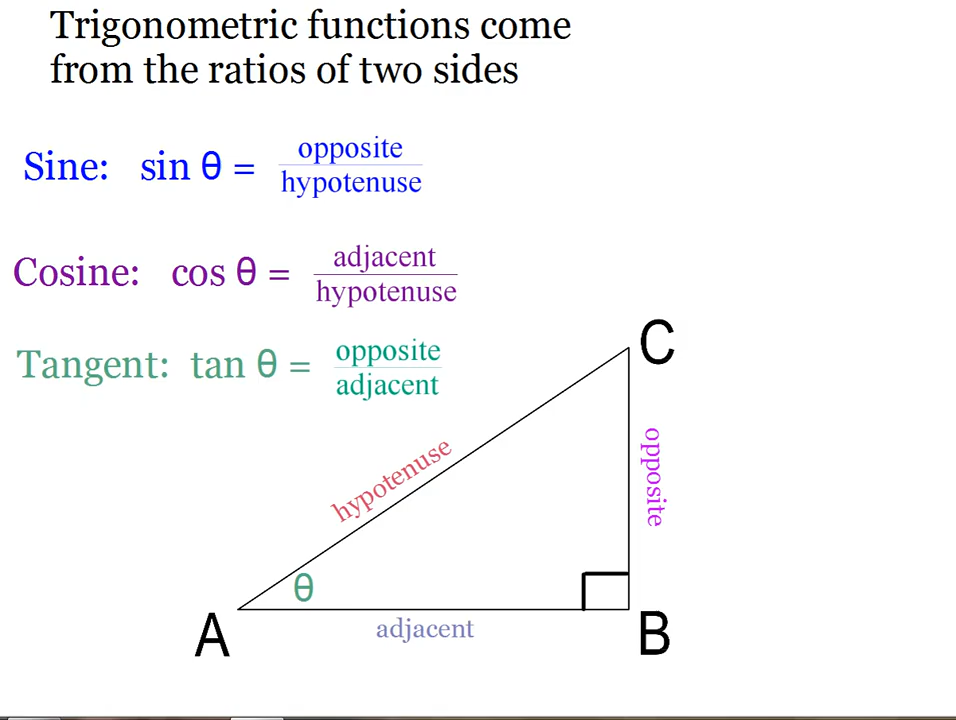 Trigonometric functions come
from the ratios of two sides
Sine: sin θ = opposite
hypotenuse
Cosine: cos θ = adjacent
hypotenuse
Tangent: tan θ = opposite
adjacent
C
hypotenuse
opposite
θ
A
adjacent
B